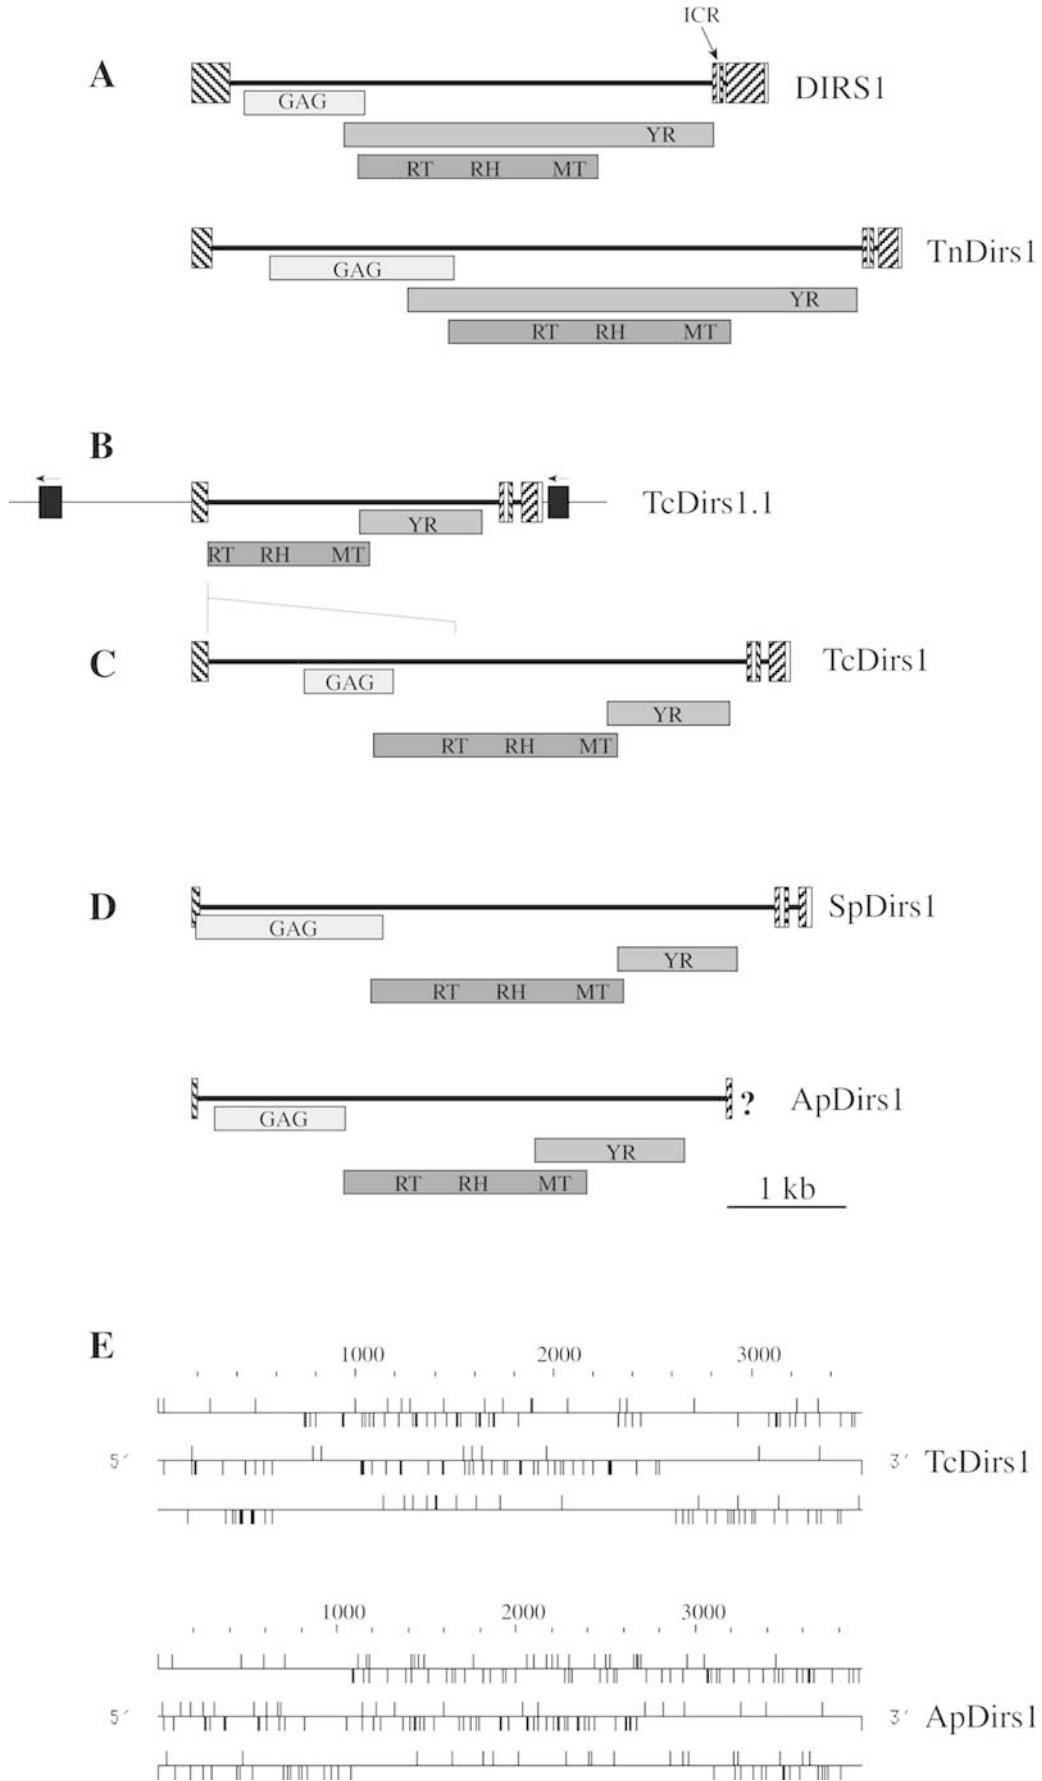 ICR
A
DIRS1
GAG
YR
RT RH MT
TnDirs1
GAG
YR
RT RH MT
B
TcDirs1.1
YR
RT RH MT
C
TcDirs1
GAG
YR
RT RH MT
D
SpDirs1
GAG
YR
RT RH MT
ApDirs1
?
GAG
YR
RT RH MT
1 kb
E
1000 2000 3000
5′ 3′ TcDirs1
1000 2000 3000
5′ 3′ ApDirs1